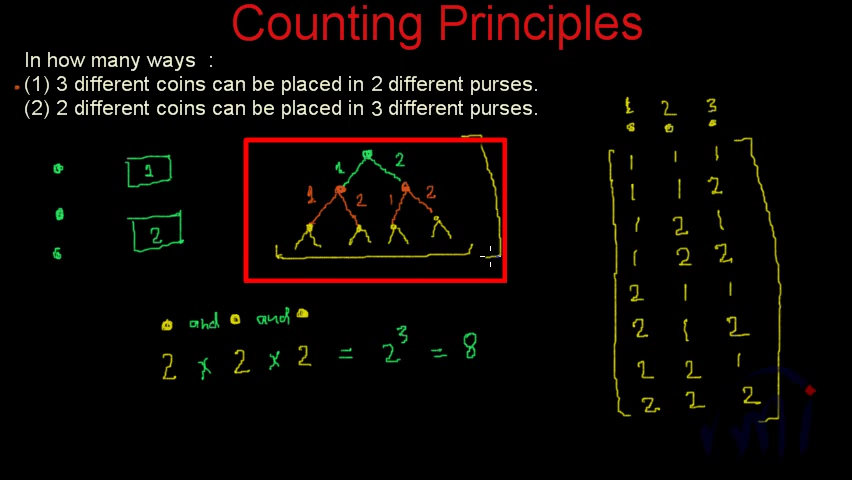 Counting Principles
In how many ways :
(1) 3 different coins can be placed in 2 different purses.
(2) 2 different coins can be placed in 3 different purses.
1
2
1 2
1 2 1 2
and and
2 × 2 × 2 = 2³ = 8
1 2 3
1 1 1
1 1 2
1 2 1
1 2 2
2 1 1
2 1 2
2 2 1
2 2 2